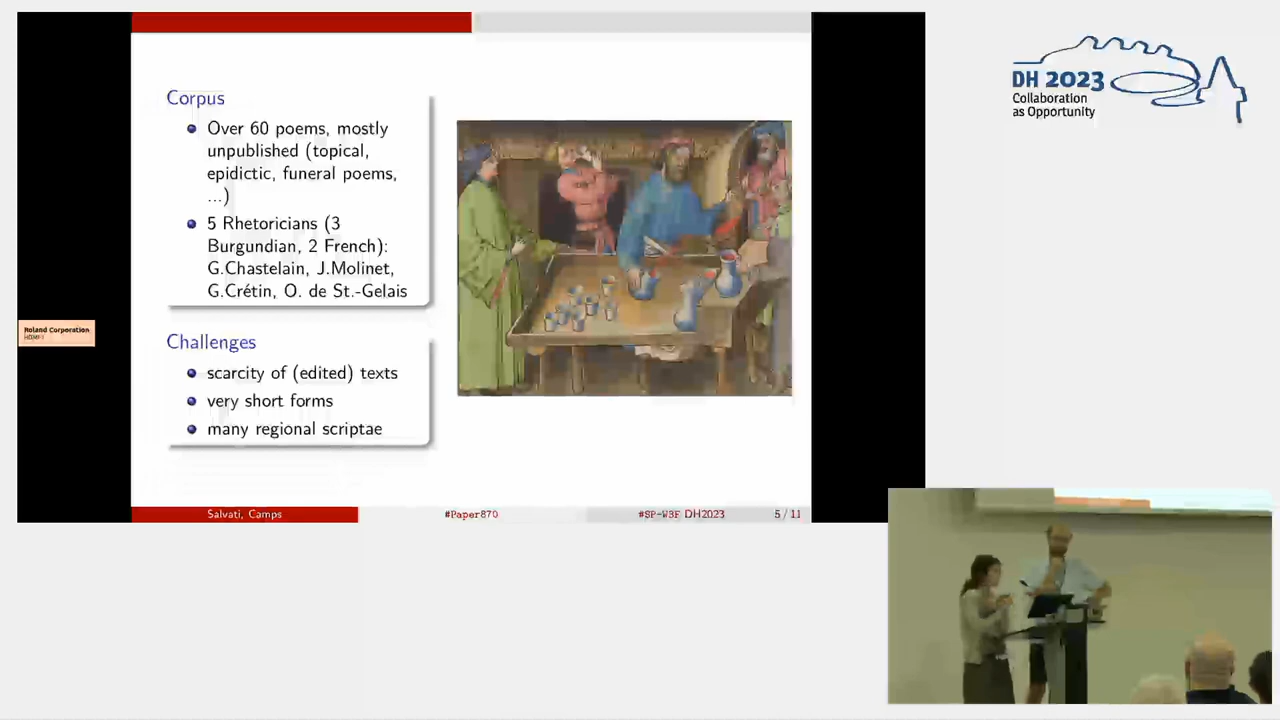 Corpus
Over 60 poems, mostly
unpublished (topical,
epidictic, funeral poems,
...)
5 Rhetoricians (3
Burgundian, 2 French):
G.Chastelain, J.Molinet,
G.Crétin, O. de St.-Gelais
Challenges
scarcity of (edited) texts
very short forms
many regional scriptae
Salvati, Camps
#Paper870
#SP-W3F DH2023
5 / 11
Roland Corporation
HDMI 1
DH 2023
Collaboration
as Opportunity